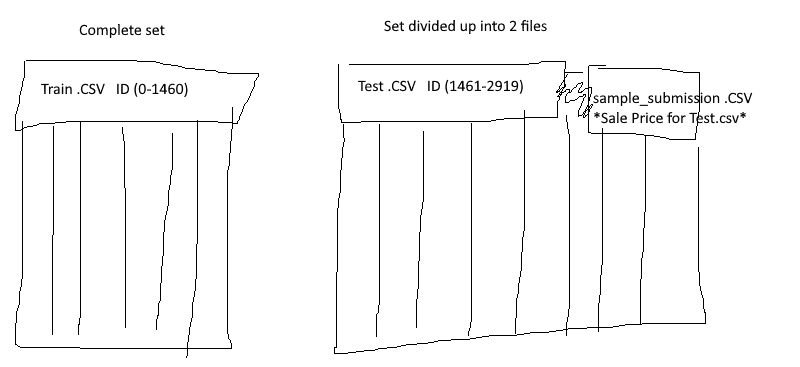 Complete set
Set divided up into 2 files
Train .CSV   ID (0-1460)
Test .CSV   ID (1461-2919)
sample_submission .CSV
*Sale Price for Test.csv*